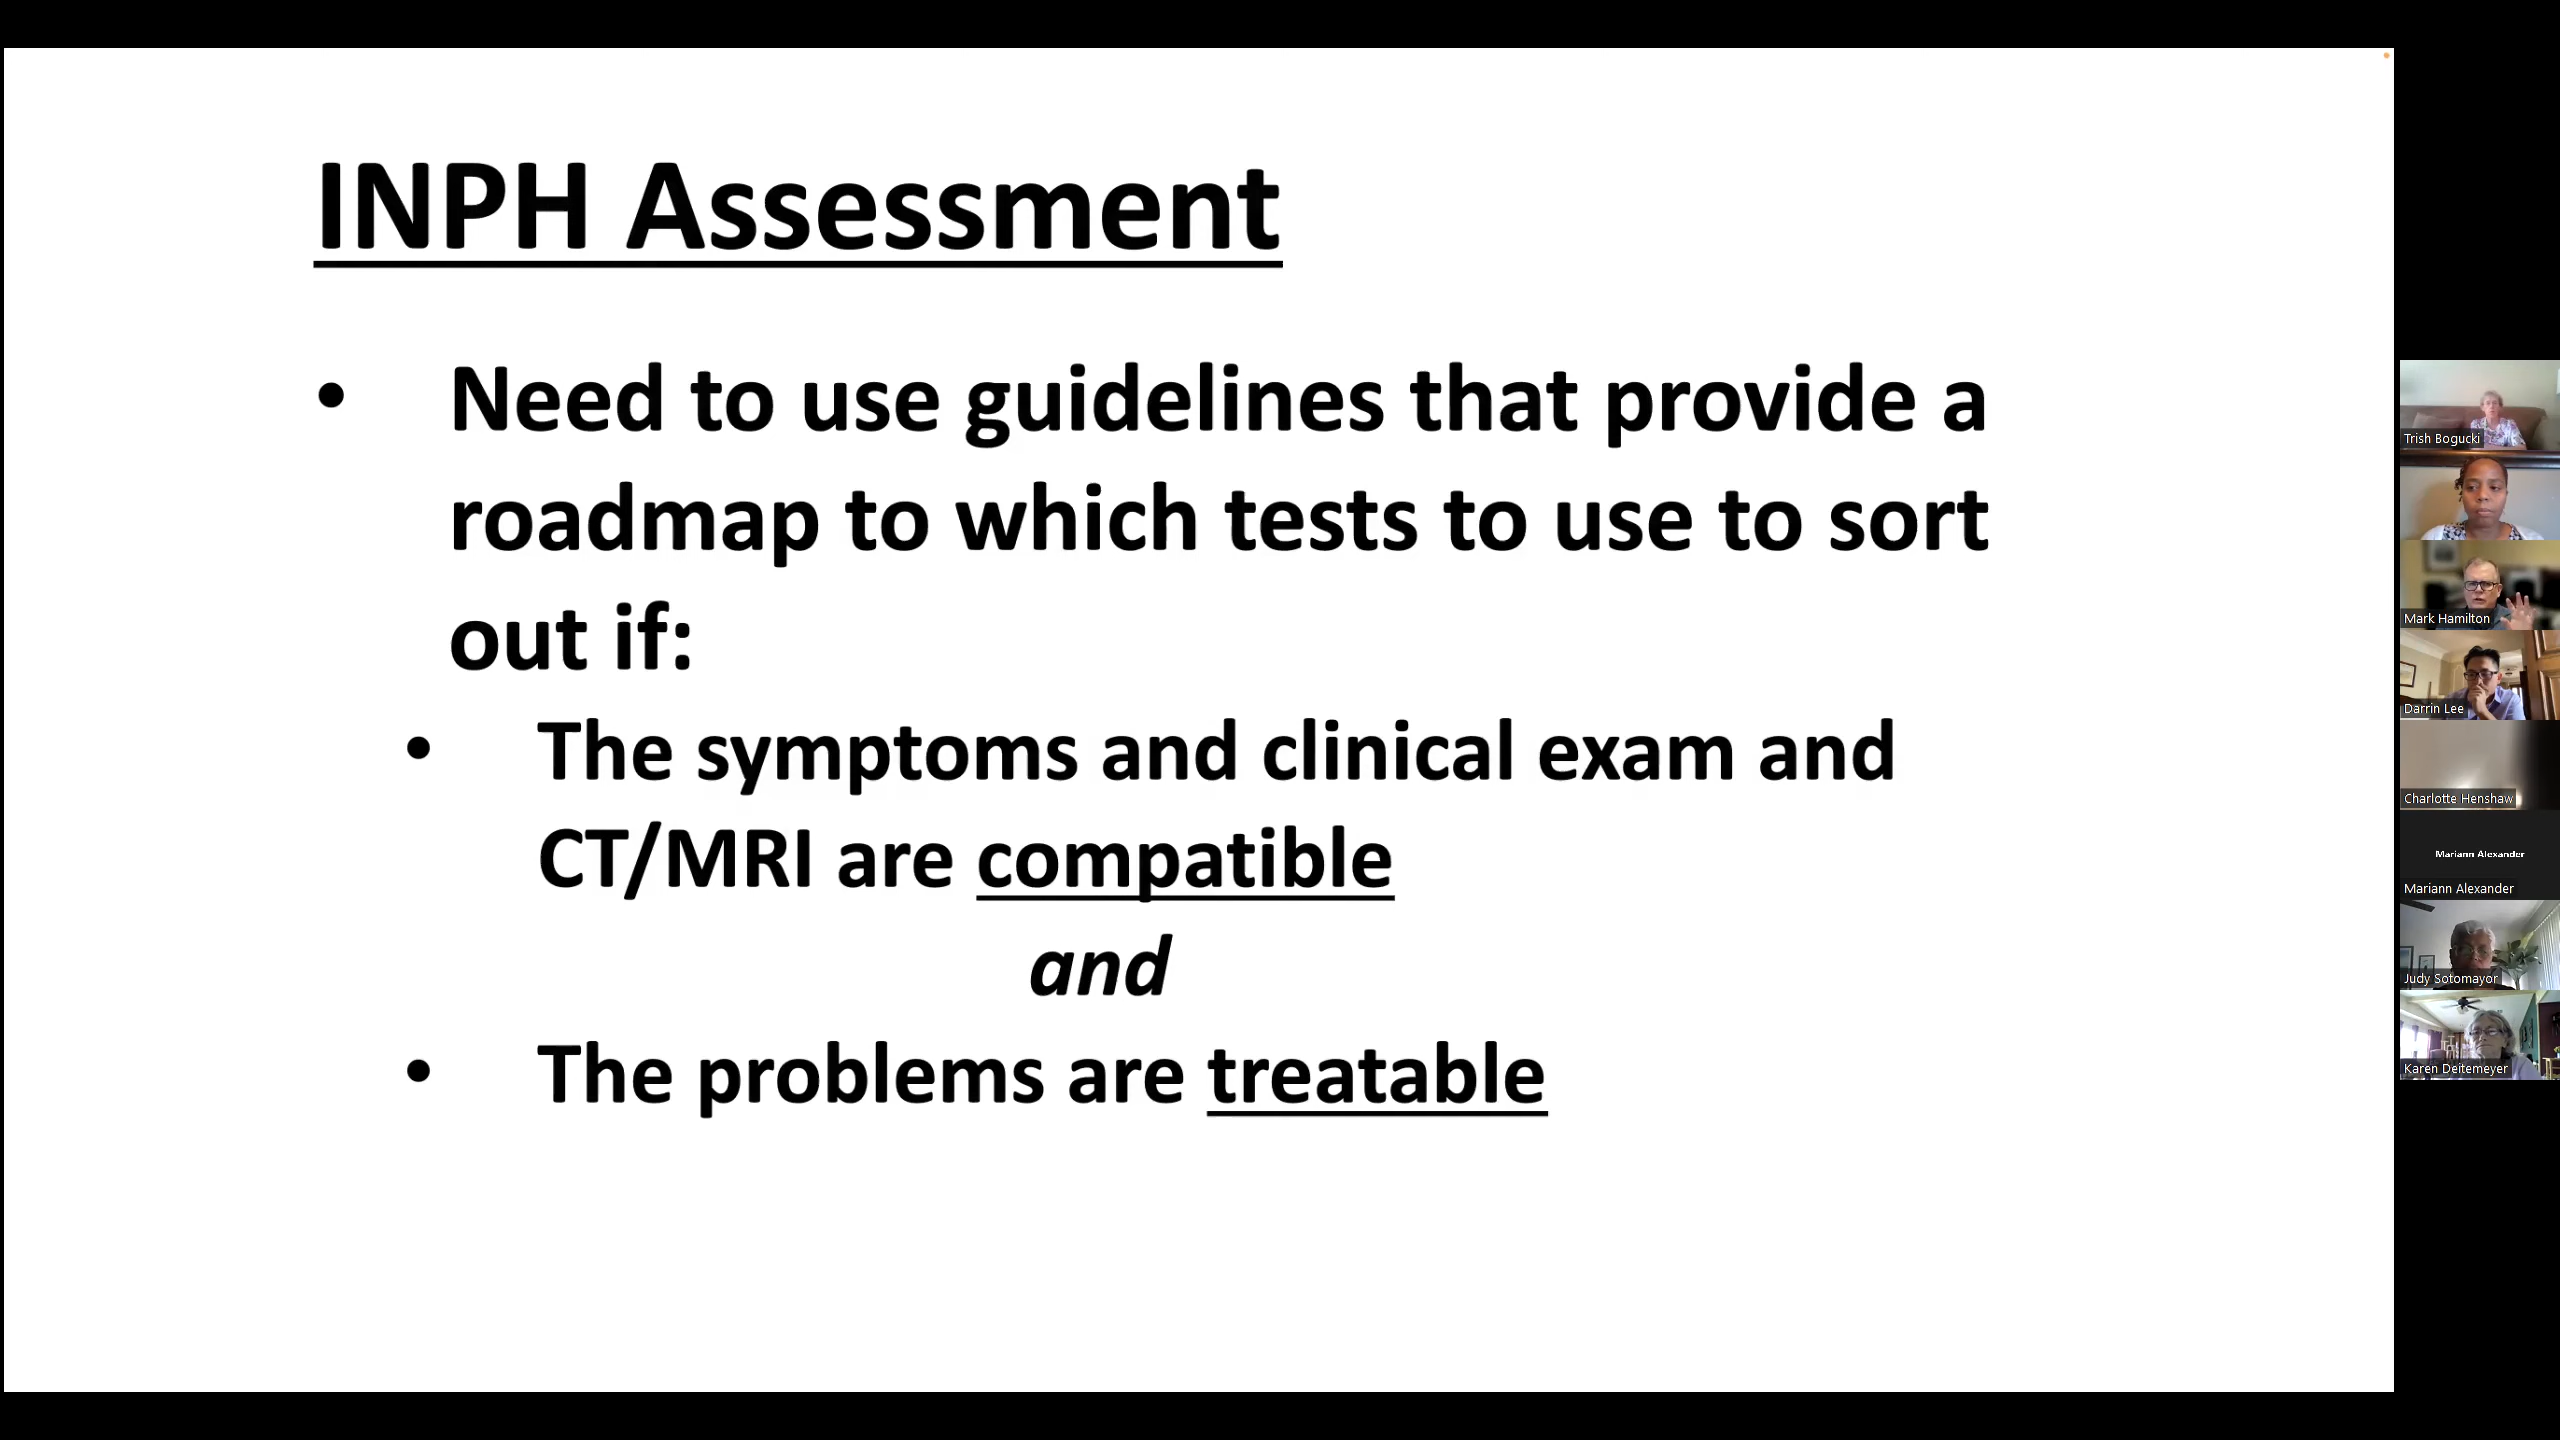 INPH Assessment
• Need to use guidelines that provide a
roadmap to which tests to use to sort
out if:
• The symptoms and clinical exam and
CT/MRI are compatible
and
• The problems are treatable
Trish Bogucki
Mark Hamilton
Darrin Lee
Charlotte Henshaw
Mariann Alexander
Mariann Alexander
Judy Sotomayor
Karen Deitemeyer